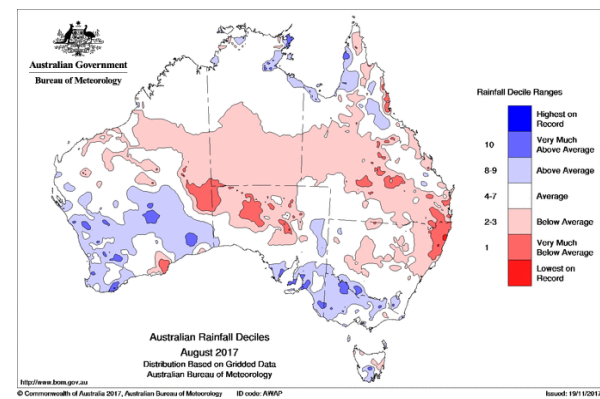 Australian Government
Bureau of Meteorology
Rainfall Decile Ranges
Highest on
Record
10
Very Much
Above Average
8-9
Above Average
4-7
Average
2-3
Below Average
1
Very Much
Below Average
Lowest on
Record
Australian Rainfall Deciles
August 2017
Distribution Based on Gridded Data
Australian Bureau of Meteorology
http://www.bom.gov.au
© Commonwealth of Australia 2017, Australian Bureau of Meteorology
ID code: AWAP
Issued: 19/11/2017